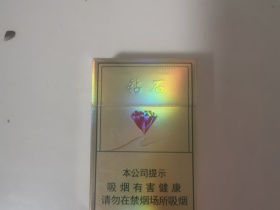 钻石
本公司提示
吸烟有害健康
请勿在禁烟场所吸烟